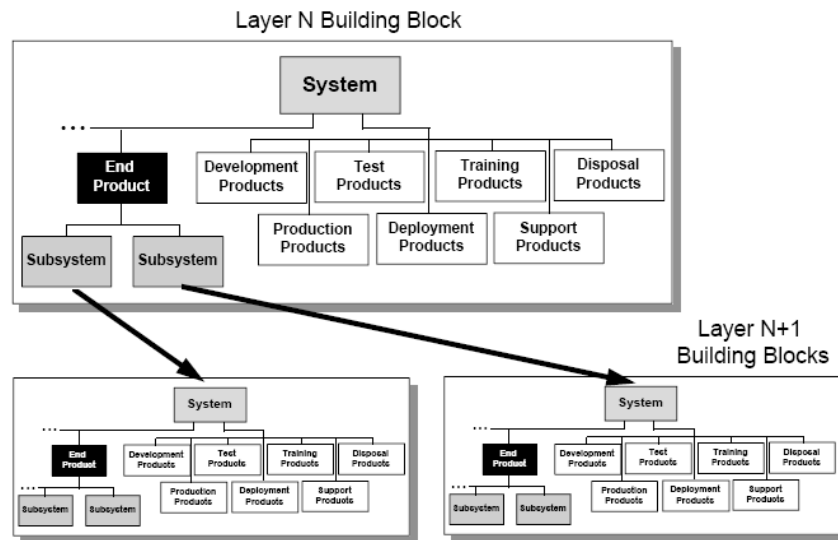 Layer N Building Block
System
...
End
Product
Development
Products
Test
Products
Training
Products
Disposal
Products
Production
Products
Deployment
Products
Support
Products
Subsystem
Subsystem
Layer N+1
Building Blocks
System
...
End
Product
Development
Products
Test
Products
Training
Products
Disposal
Products
...
Production
Products
Deployment
Products
Support
Products
Subsystem
Subsystem
System
...
End
Product
Development
Products
Test
Products
Training
Products
Disposal
Products
...
Production
Products
Deployment
Products
Support
Products
Subsystem
Subsystem